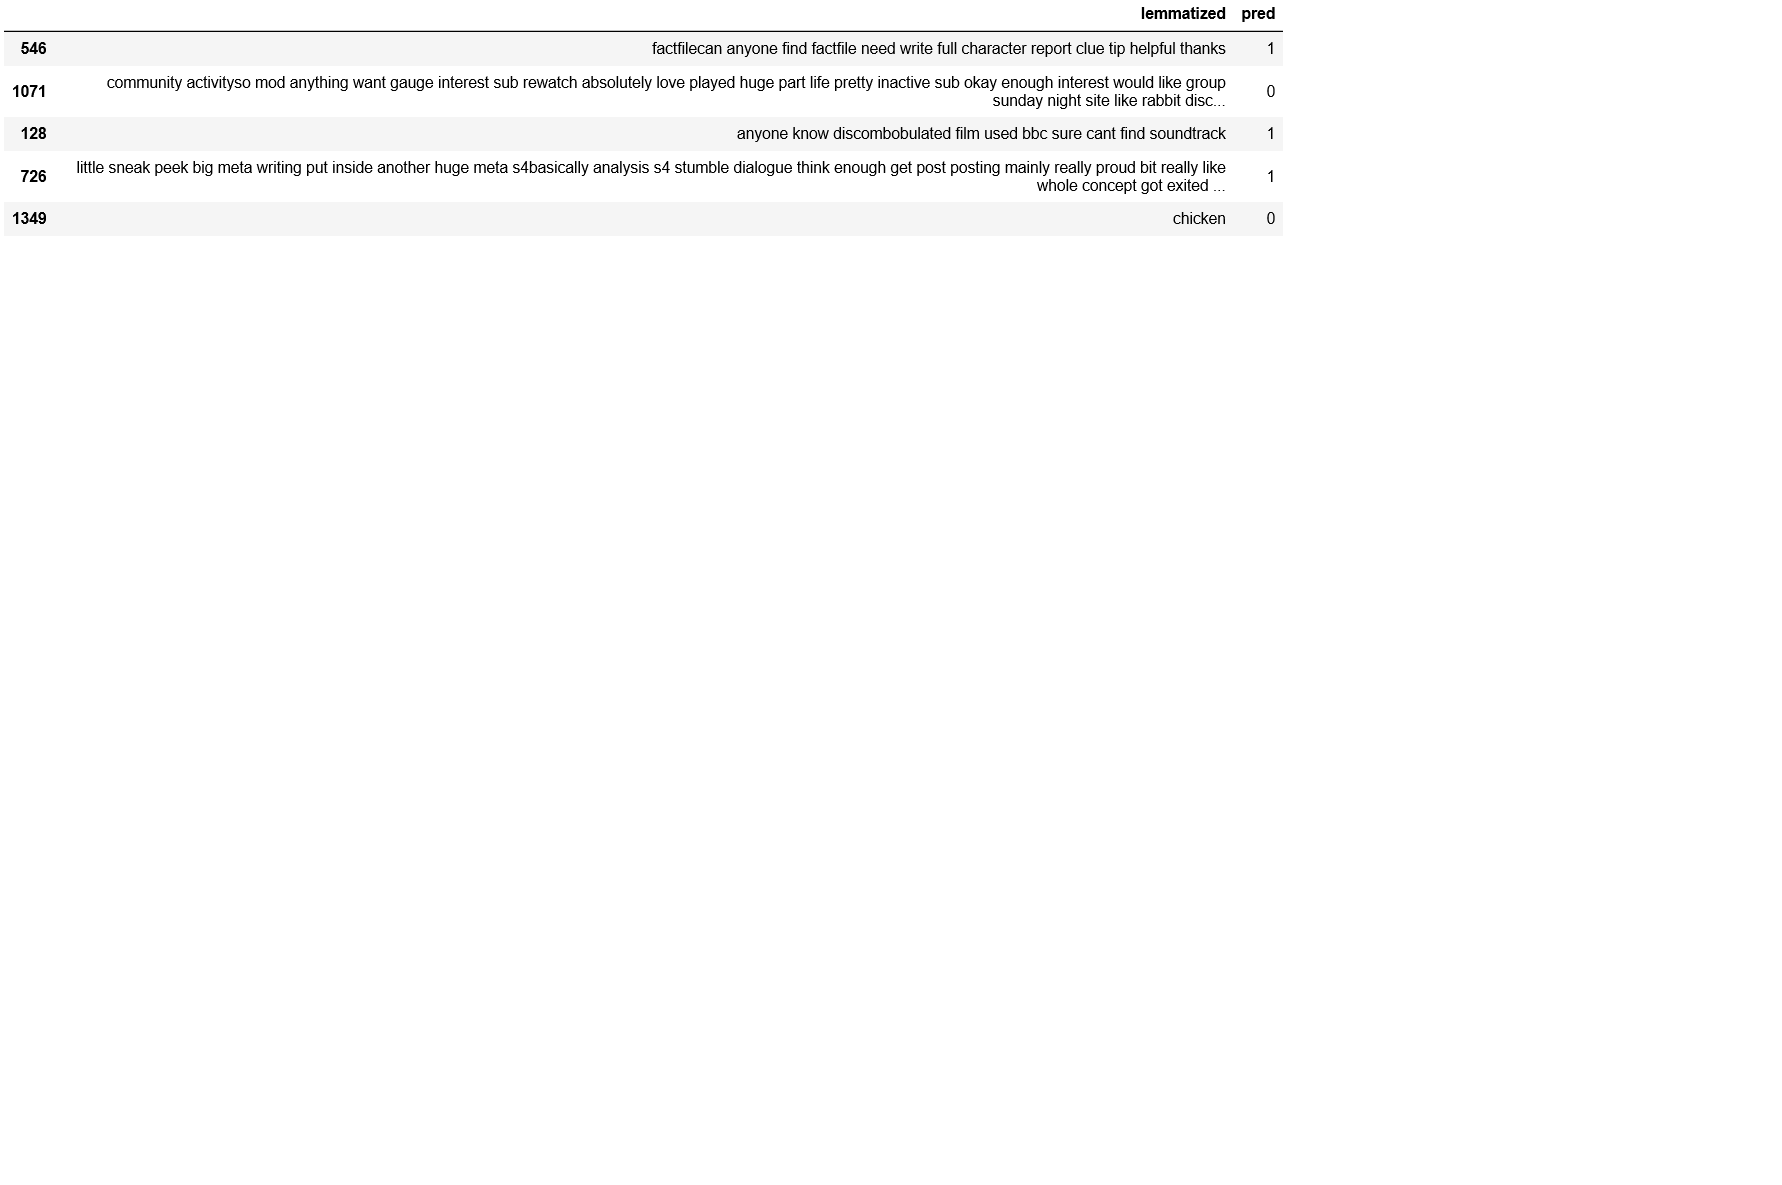 lemmatized pred
546 factfilecan anyone find factfile need write full character report clue tip helpful thanks 1
community activityso mod anything want gauge interest sub rewatch absolutely love played huge part life pretty inactive sub okay enough interest would like group
1071 sunday night site like rabbit disc... 0
128 anyone know discombobulated film used bbc sure cant find soundtrack 1
little sneak peek big meta writing put inside another huge meta s4basically analysis s4 stumble dialogue think enough get post posting mainly really proud bit really like
726 whole concept got exited ... 1
1349 chicken 0